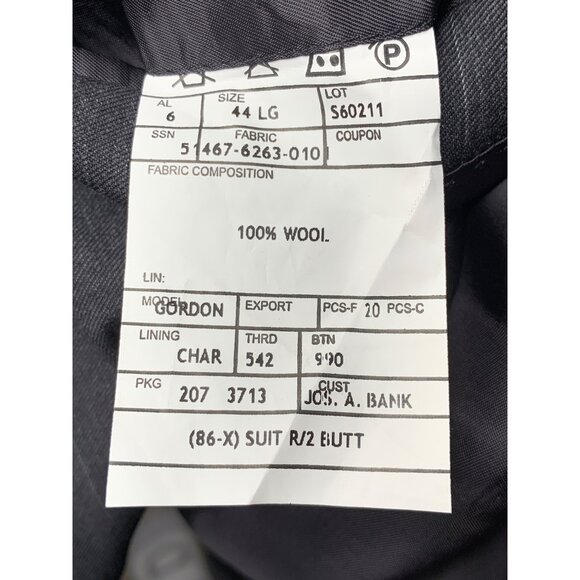 P
AL SIZE LOT
6 44 LG S60211
SSN FABRIC COUPON
51467-6263-010
FABRIC COMPOSITION
100% WOOL
LIN:
MODEL GORDON EXPORT PCS-F 20 PCS-C
LINING THRD BTN
CHAR 542 990
PKG 207 3713 CUST JOS. A. BANK
(86-X) SUIT R/2 BUTT